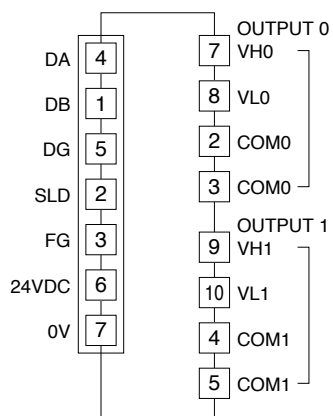 DA 4
DB 1
DG 5
SLD 2
FG 3
24VDC 6
0V 7
OUTPUT 0
7 VH0
8 VL0
2 COM0
3 COM0
OUTPUT 1
9 VH1
10 VL1
4 COM1
5 COM1